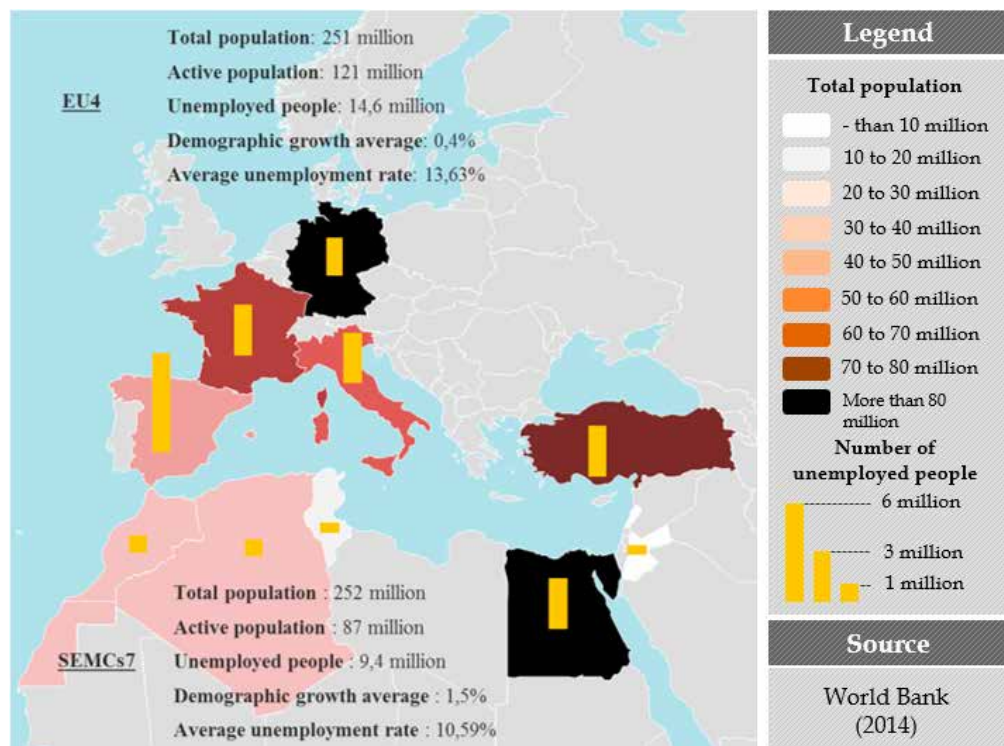 Total population: 251 million
Active population: 121 million
EU4
Unemployed people: 14,6 million
Demographic growth average: 0,4%
Average unemployment rate: 13,63%
Total population : 252 million
Active population : 87 million
SEMCs7
Unemployed people : 9,4 million
Demographic growth average : 1,5%
Average unemployment rate : 10,59%
Legend
Total population
- than 10 million
10 to 20 million
20 to 30 million
30 to 40 million
40 to 50 million
50 to 60 million
60 to 70 million
70 to 80 million
More than 80
million
Number of
unemployed people
6 million
3 million
1 million
Source
World Bank
(2014)